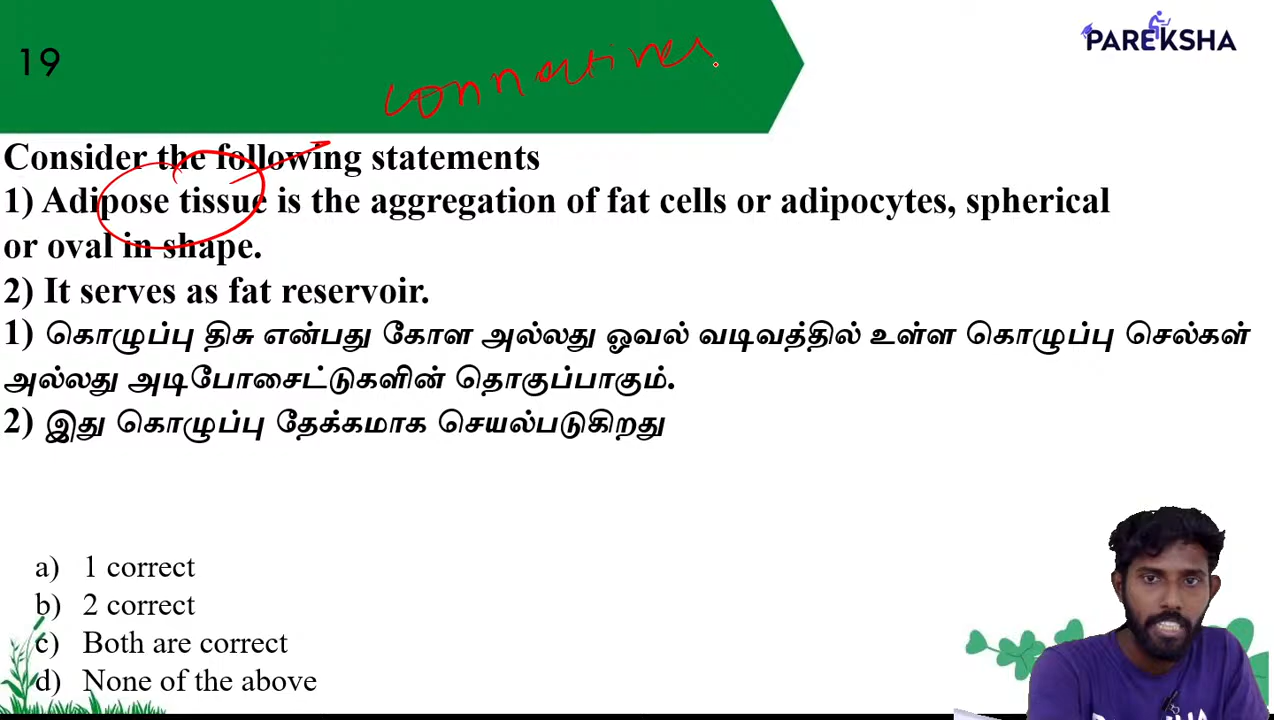 19
PAREKSHA
connective
Consider the following statements
1) Adipose tissue is the aggregation of fat cells or adipocytes, spherical
or oval in shape.
2) It serves as fat reservoir.
1) கொழுப்பு திசு என்பது கோள அல்லது ஓவல் வடிவத்தில் உள்ள கொழுப்பு செல்கள்
அல்லது அடிபோசைட்டுகளின் தொகுப்பாகும்.
2) இது கொழுப்பு தேக்கமாக செயல்படுகிறது
a) 1 correct
b) 2 correct
c) Both are correct
d) None of the above